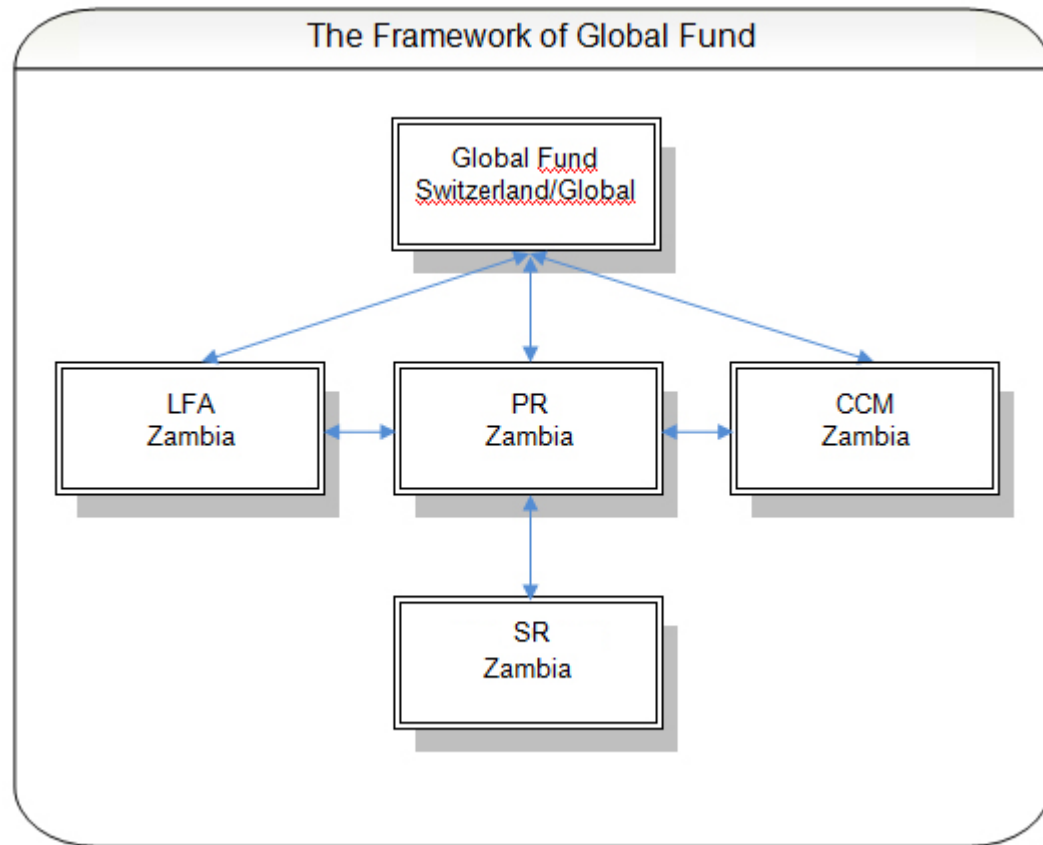 The Framework of Global Fund
Global Fund
Switzerland/Global
LFA
Zambia
PR
Zambia
CCM
Zambia
SR
Zambia